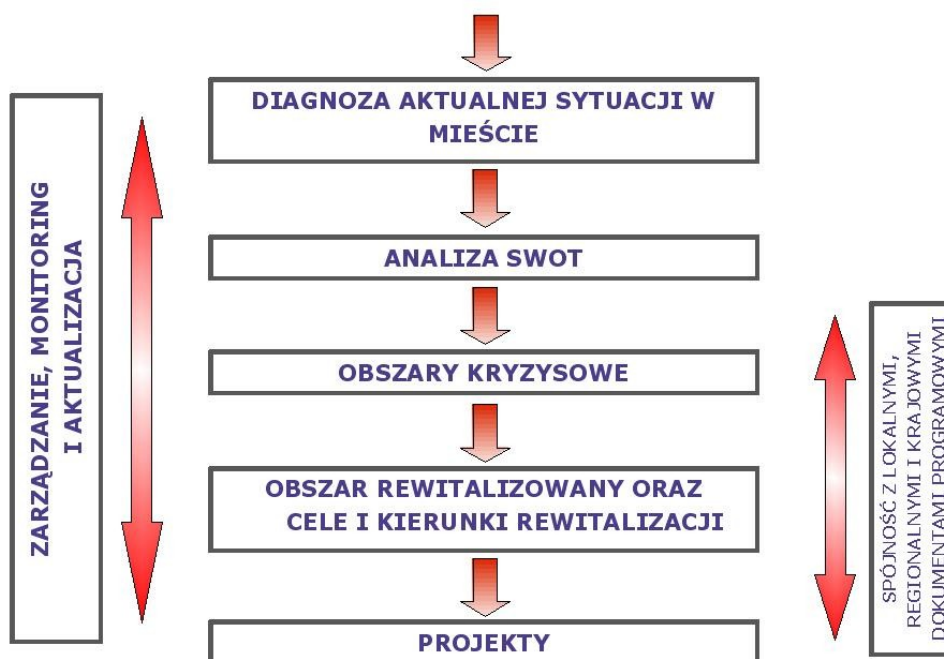 DIAGNOZA AKTUALNEJ SYTUACJI W
MIEŚCIE
ANALIZA SWOT
OBSZARY KRYZYSOWE
OBSZAR REWITALIZOWANY ORAZ
CELE I KIERUNKI REWITALIZACJI
PROJEKTY
ZARZĄDZANIE, MONITORING
I AKTUALIZACJA
SPÓJNOŚĆ Z LOKALNYMI,
REGIONALNYMI I KRAJOWYMI
DOKUMENTAMI PROGRAMOWYMI